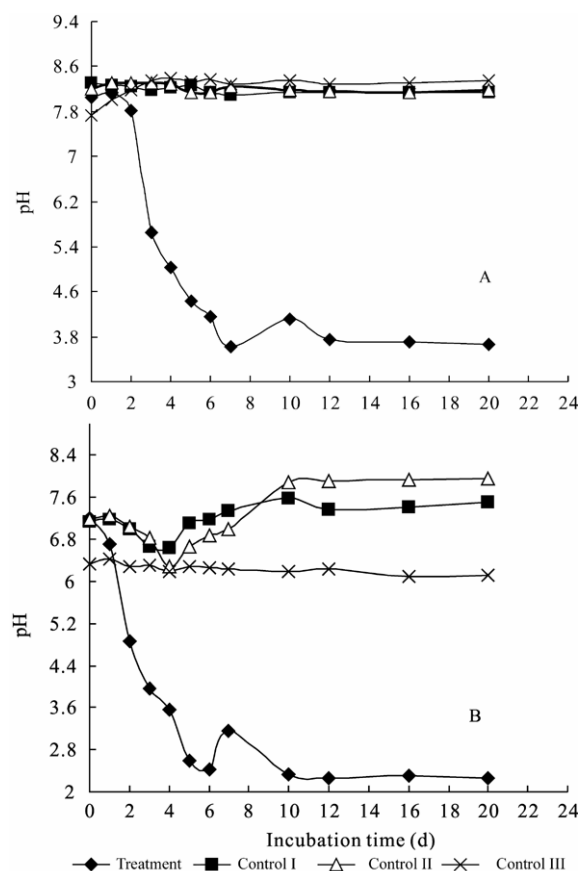 9.4
8.6
7.8
7
6.2
5.4
4.6
3.8
3
pH
A
0 2 4 6 8 10 12 14 16 18 20 22 24
8.4
7.6
6.8
6
5.2
4.4
3.6
2.8
2
pH
B
0 2 4 6 8 10 12 14 16 18 20 22 24
Incubation time (d)
Treatment Control I Control II Control III